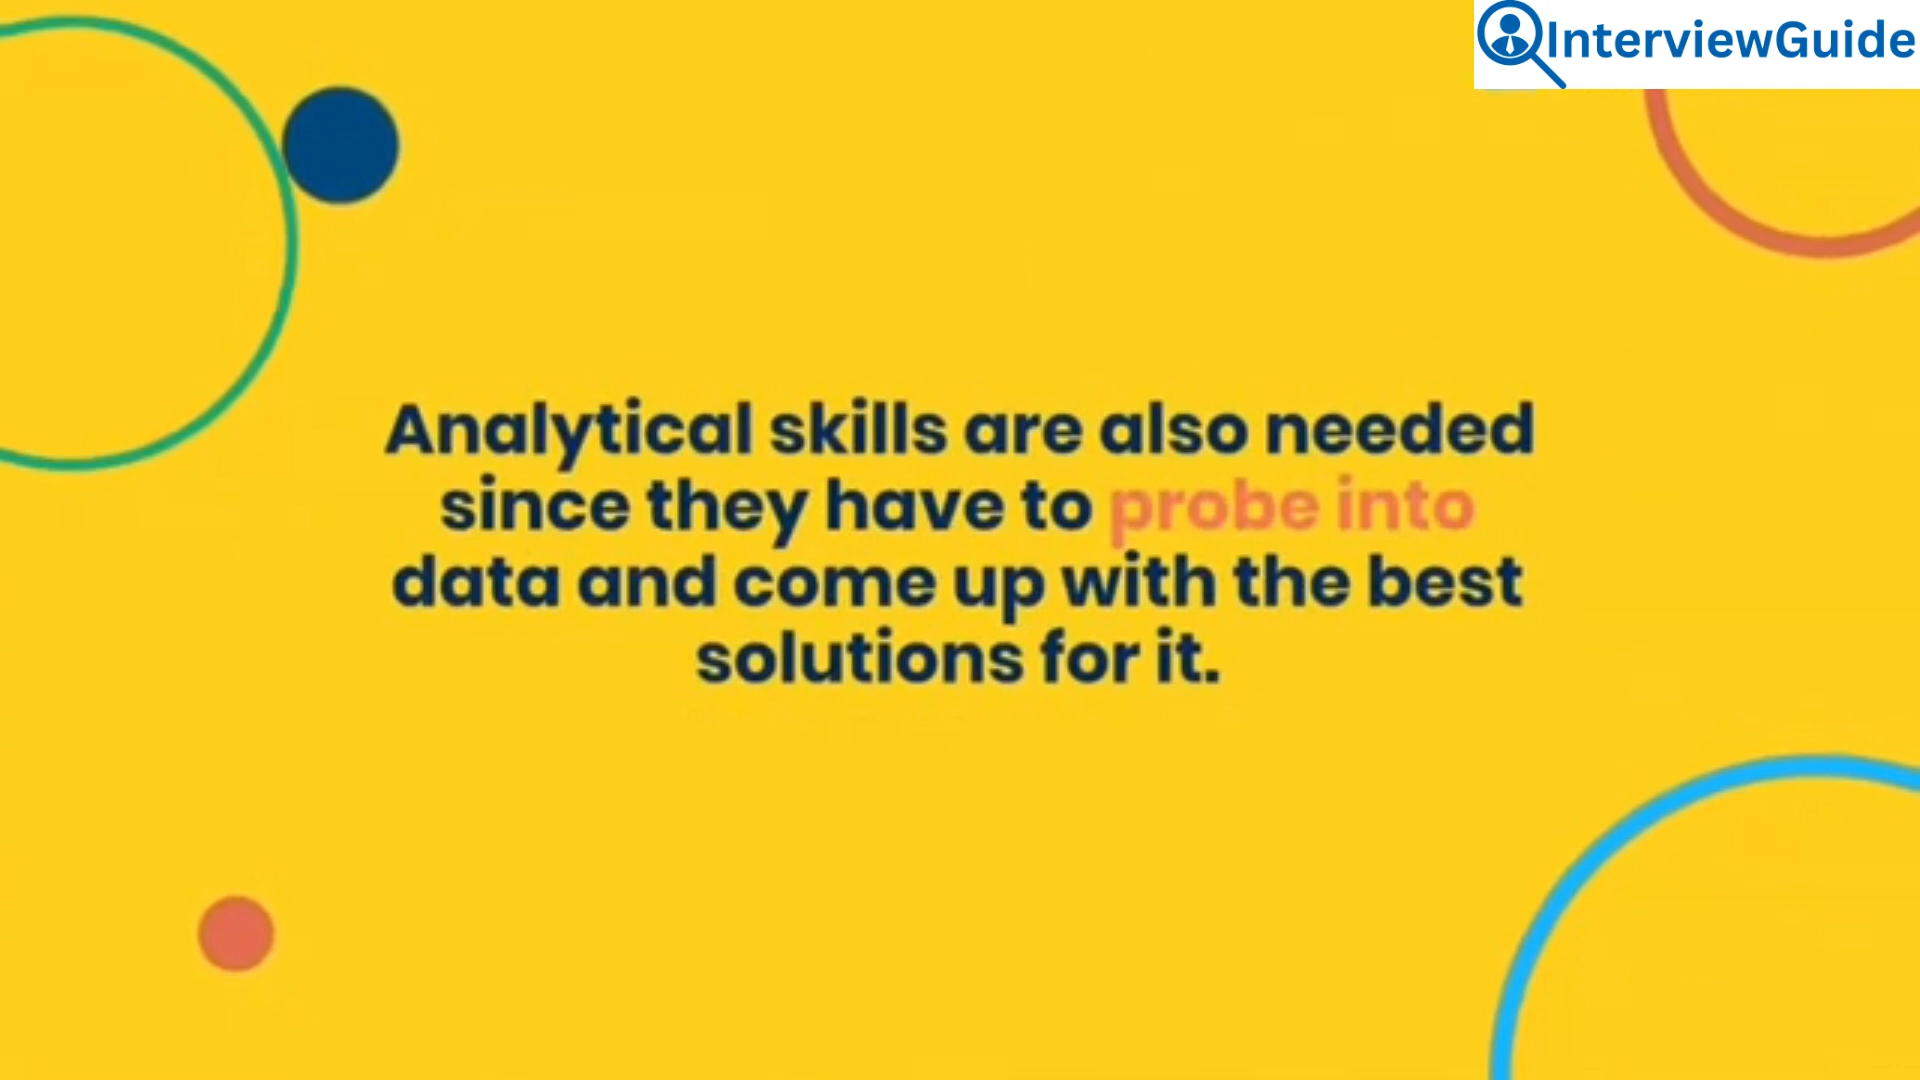 InterviewGuide
Analytical skills are also needed
since they have to probe into
data and come up with the best
solutions for it.